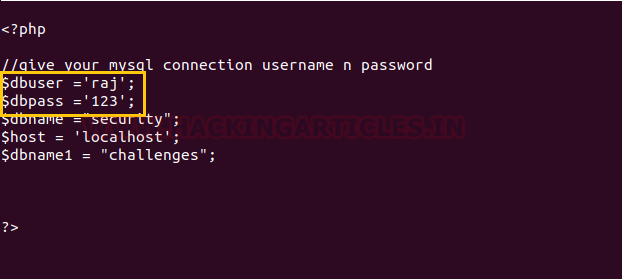 <?php
//give your mysql connection username n password
$dbuser ='raj';
$dbpass ='123';
$dbname ="security";
$host = 'localhost';
$dbname1 = "challenges";
HACKINGARTICLES.IN
?>